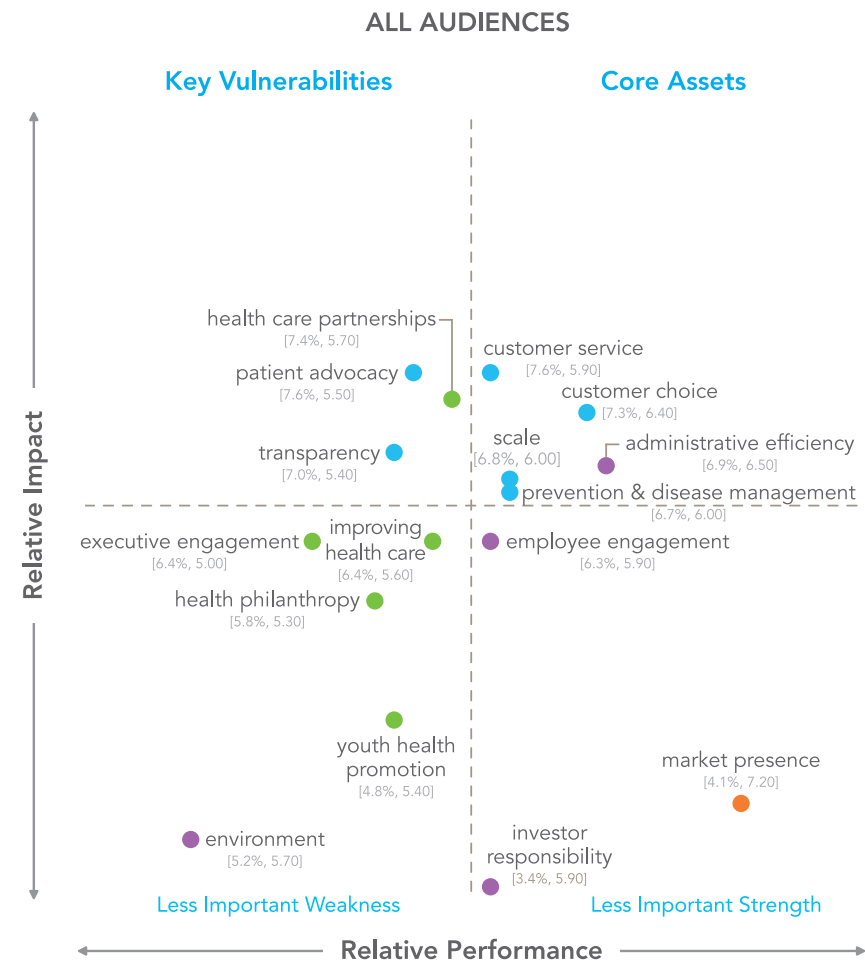 ALL AUDIENCES
Key Vulnerabilities
Core Assets
health care partnerships
[7.4%, 5.70]
customer service
[7.6%, 5.90]
patient advocacy
[7.6%, 5.50]
customer choice
[7.3%, 6.40]
scale
[6.8%, 6.00]
administrative efficiency
[6.9%, 6.50]
transparency
[7.0%, 5.40]
prevention & disease management
[6.7%, 6.00]
Relative Impact
executive engagement
[6.4%, 5.00]
improving
health care
[6.4%, 5.60]
employee engagement
[6.3%, 5.90]
health philanthropy
[5.8%, 5.30]
youth health
promotion
[4.8%, 5.40]
market presence
[4.1%, 7.20]
environment
[5.2%, 5.70]
investor
responsibility
[3.4%, 5.90]
Less Important Weakness
Less Important Strength
Relative Performance